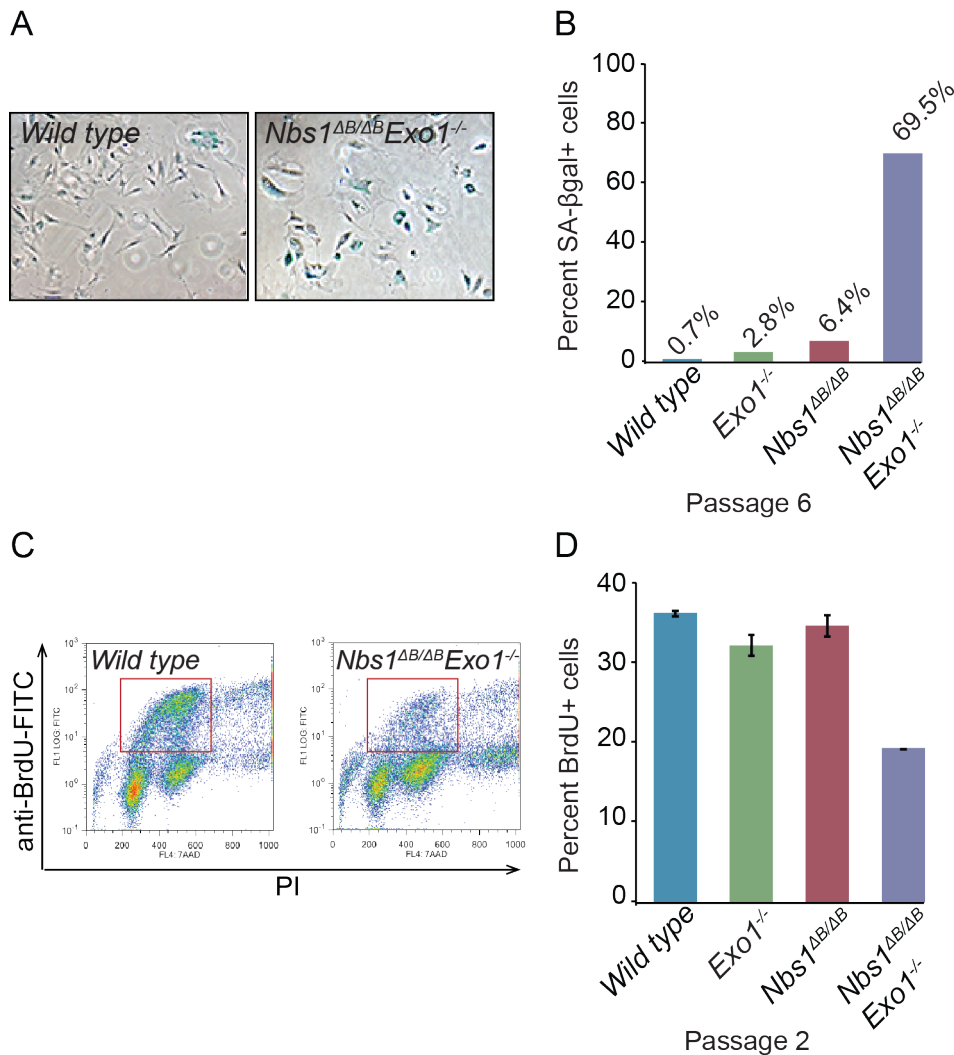 A
Wild type
Nbs1ΔB/ΔBExo1-/-
B
Percent SA-βgal+ cells
100
80
60
40
20
0
0.7%
2.8%
6.4%
69.5%
Wild type
Exo1-/-
Nbs1ΔB/ΔB
Nbs1ΔB/ΔB
Exo1-/-
Passage 6
C
anti-BrdU-FITC
Wild type
FL1 LOG: FITC
10³
10²
10¹
10⁰
10-1
0 200 400 600 800 1000
FL4: 7AAD
Nbs1ΔB/ΔBExo1-/-
FL1 LOG: FITC
10³
10²
10¹
10⁰
10-1
0 200 400 600 800 1000
FL4: 7AAD
PI
D
Percent BrdU+ cells
40
30
20
10
0
Wild type
Exo1-/-
Nbs1ΔB/ΔB
Nbs1ΔB/ΔB
Exo1-/-
Passage 2